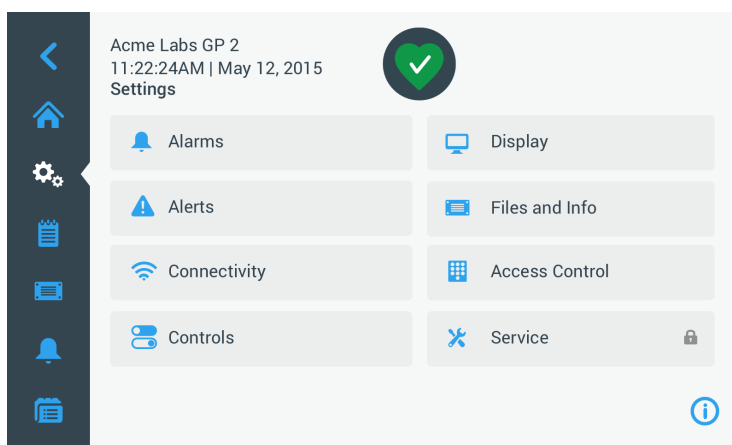 Acme Labs GP 2
11:22:24AM | May 12, 2015
Settings
Alarms
Display
Alerts
Files and Info
Connectivity
Access Control
Controls
Service